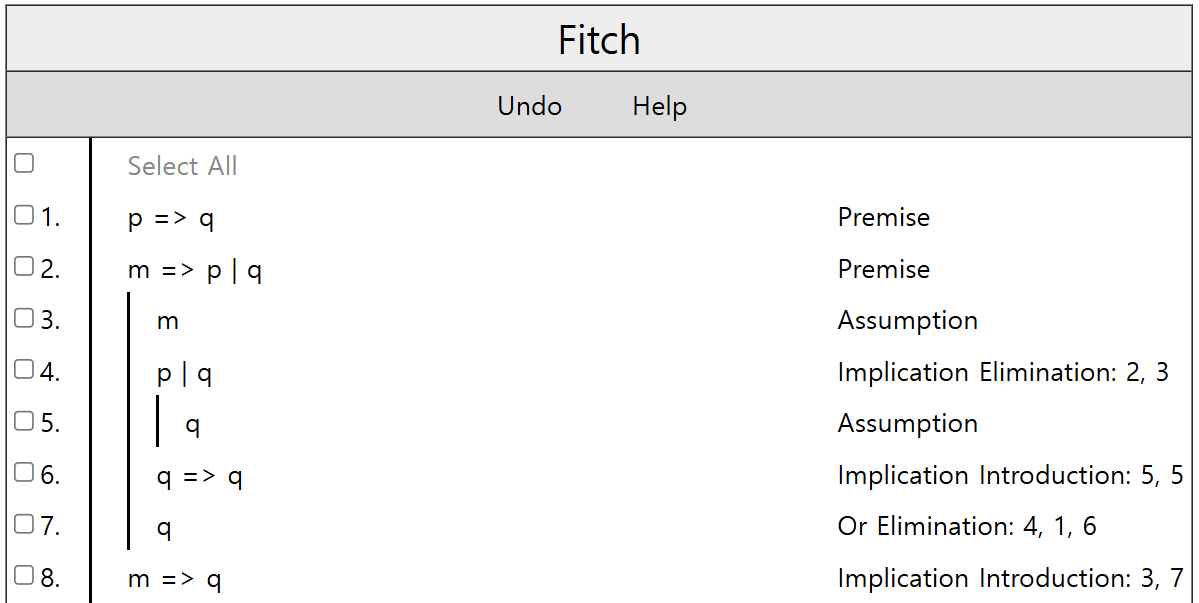 Fitch
Undo Help
Select All
1. p => q Premise
2. m => p | q Premise
3. m Assumption
4. p | q Implication Elimination: 2, 3
5. q Assumption
6. q => q Implication Introduction: 5, 5
7. q Or Elimination: 4, 1, 6
8. m => q Implication Introduction: 3, 7